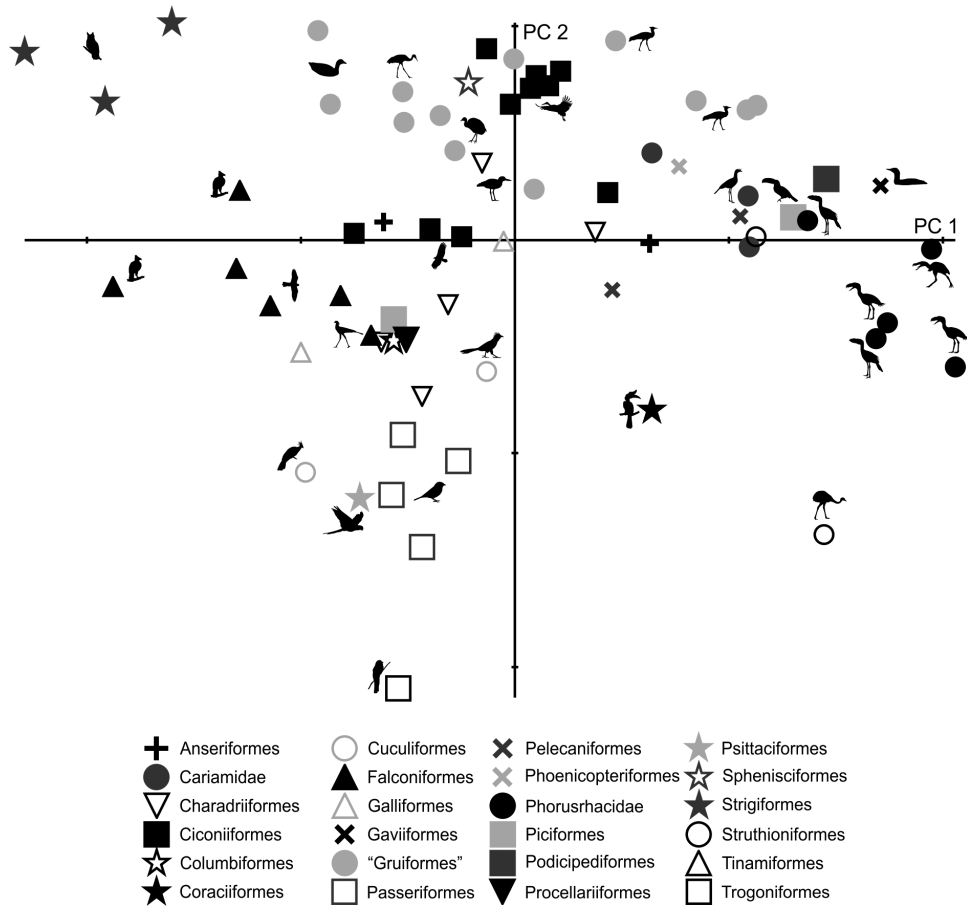 PC 2
PC 1
Anseriformes
Cariamidae
Charadriiformes
Ciconiiformes
Columbiformes
Coraciiformes
Cuculiformes
Falconiformes
Galliformes
Gaviiformes
“Gruiformes”
Passeriformes
Pelecaniformes
Phoenicopteriformes
Phorusrhacidae
Piciformes
Podicipediformes
Procellariiformes
Psittaciformes
Sphenisciformes
Strigiformes
Struthioniformes
Tinamiformes
Trogoniformes